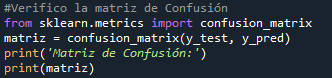 #Verifico la matriz de Confusión
from sklearn.metrics import confusion_matrix
matriz = confusion_matrix(y_test, y_pred)
print('Matriz de Confusión:')
print(matriz)